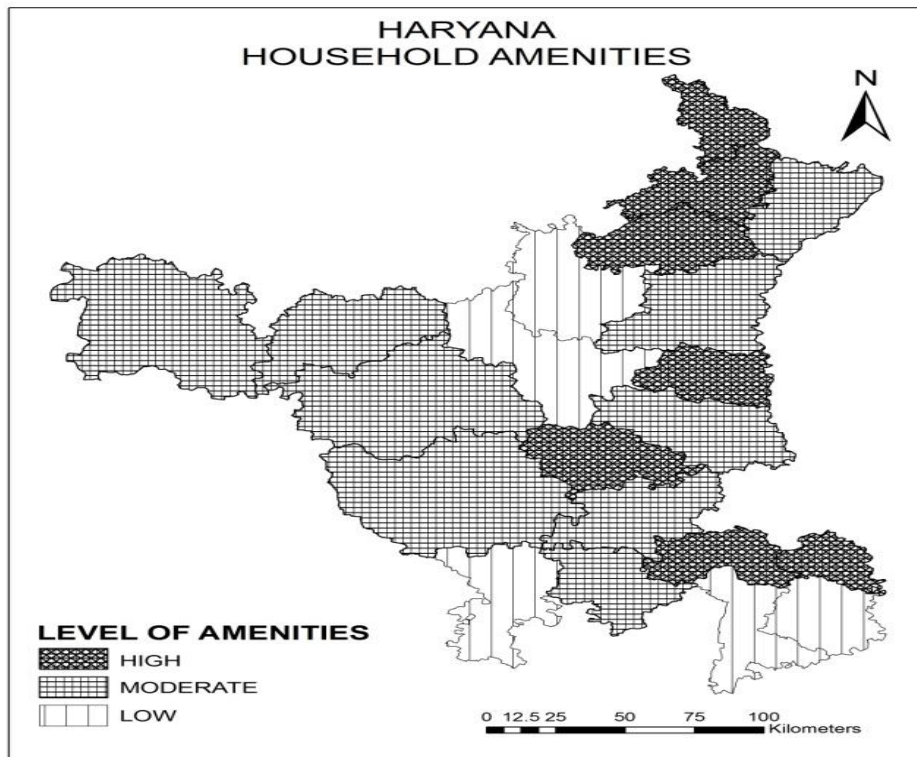 HARYANA
HOUSEHOLD AMENITIES
N
LEVEL OF AMENITIES
HIGH
MODERATE
LOW
0 12.5 25 50 75 100
Kilometers